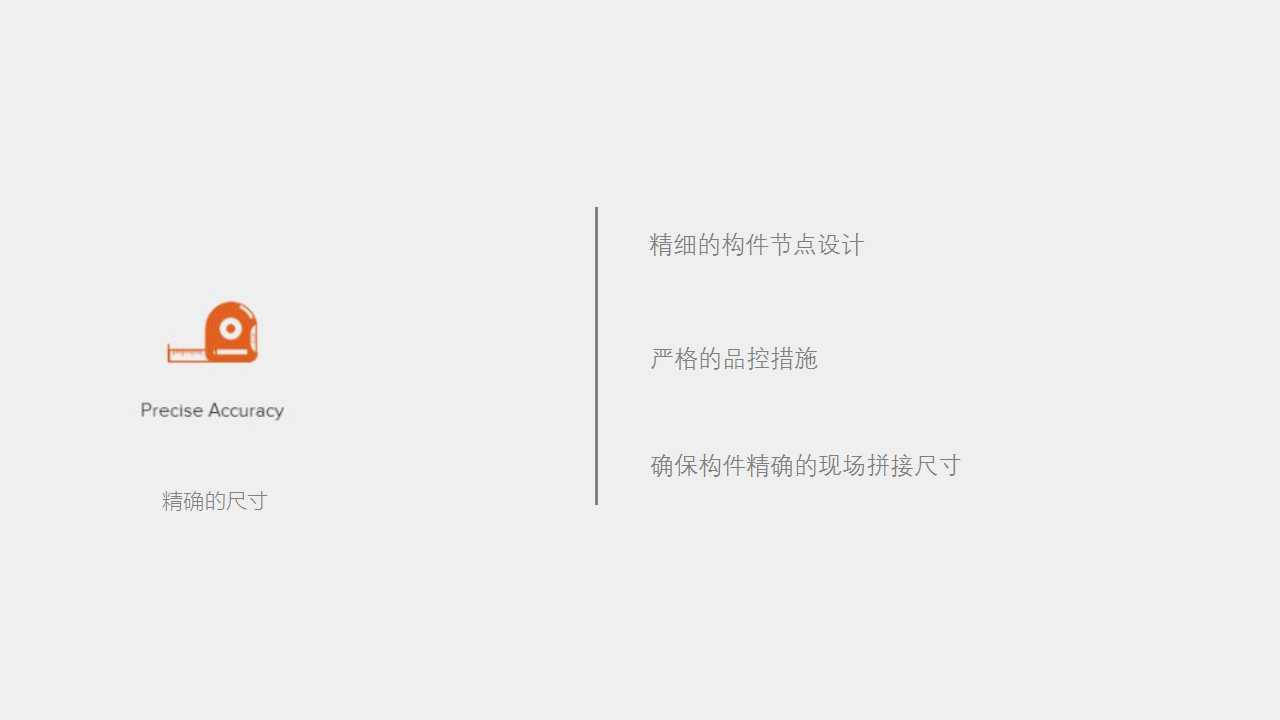 Precise Accuracy
精确的尺寸
精细的构件节点设计
严格的品控措施
确保构件精确的现场拼接尺寸